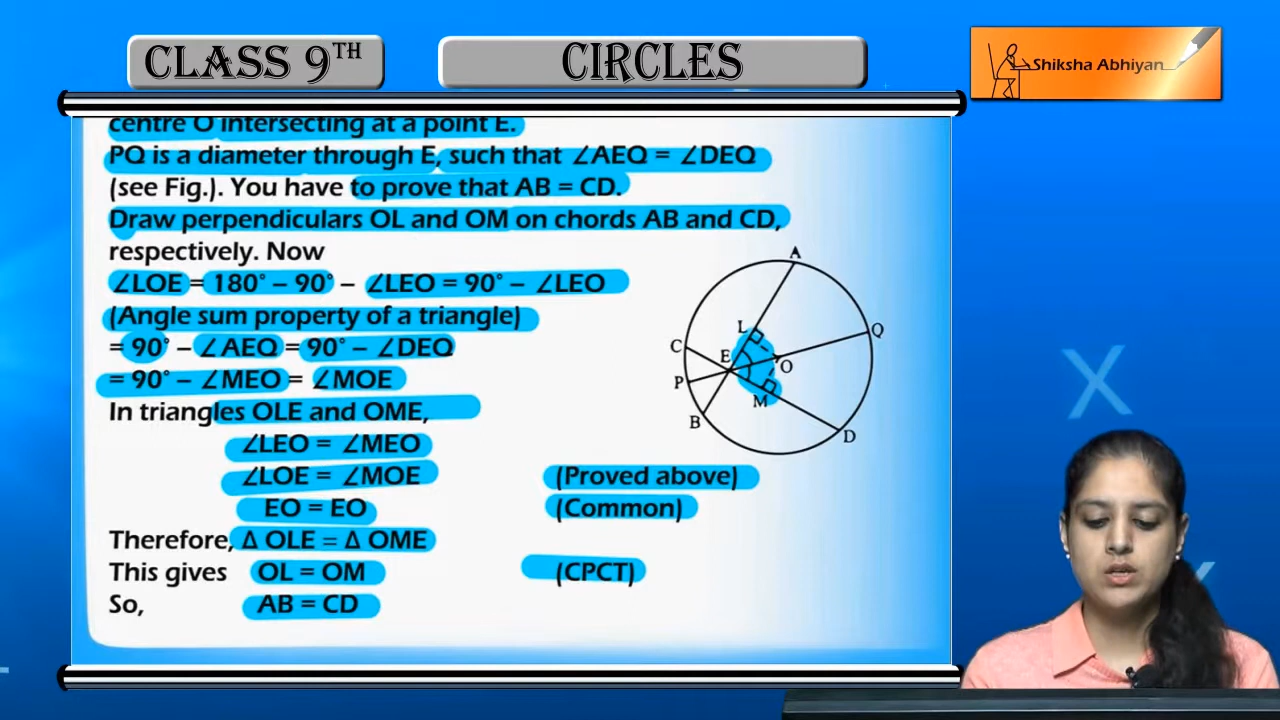 CLASS 9TH
CIRCLES
Shiksha Abhiyan
centre O intersecting at a point E.
PQ is a diameter through E, such that ∠AEQ = ∠DEQ
(see Fig.). You have to prove that AB = CD.
Draw perpendiculars OL and OM on chords AB and CD,
respectively. Now
∠LOE = 180° – 90° – ∠LEO = 90° – ∠LEO
(Angle sum property of a triangle)
= 90° – ∠AEQ = 90° – ∠DEQ
= 90° – ∠MEO = ∠MOE
In triangles OLE and OME,
∠LEO = ∠MEO
∠LOE = ∠MOE (Proved above)
EO = EO (Common)
Therefore, Δ OLE = Δ OME
This gives OL = OM (CPCT)
So, AB = CD
A
L
Q
C
E
O
P
M
B
D
X